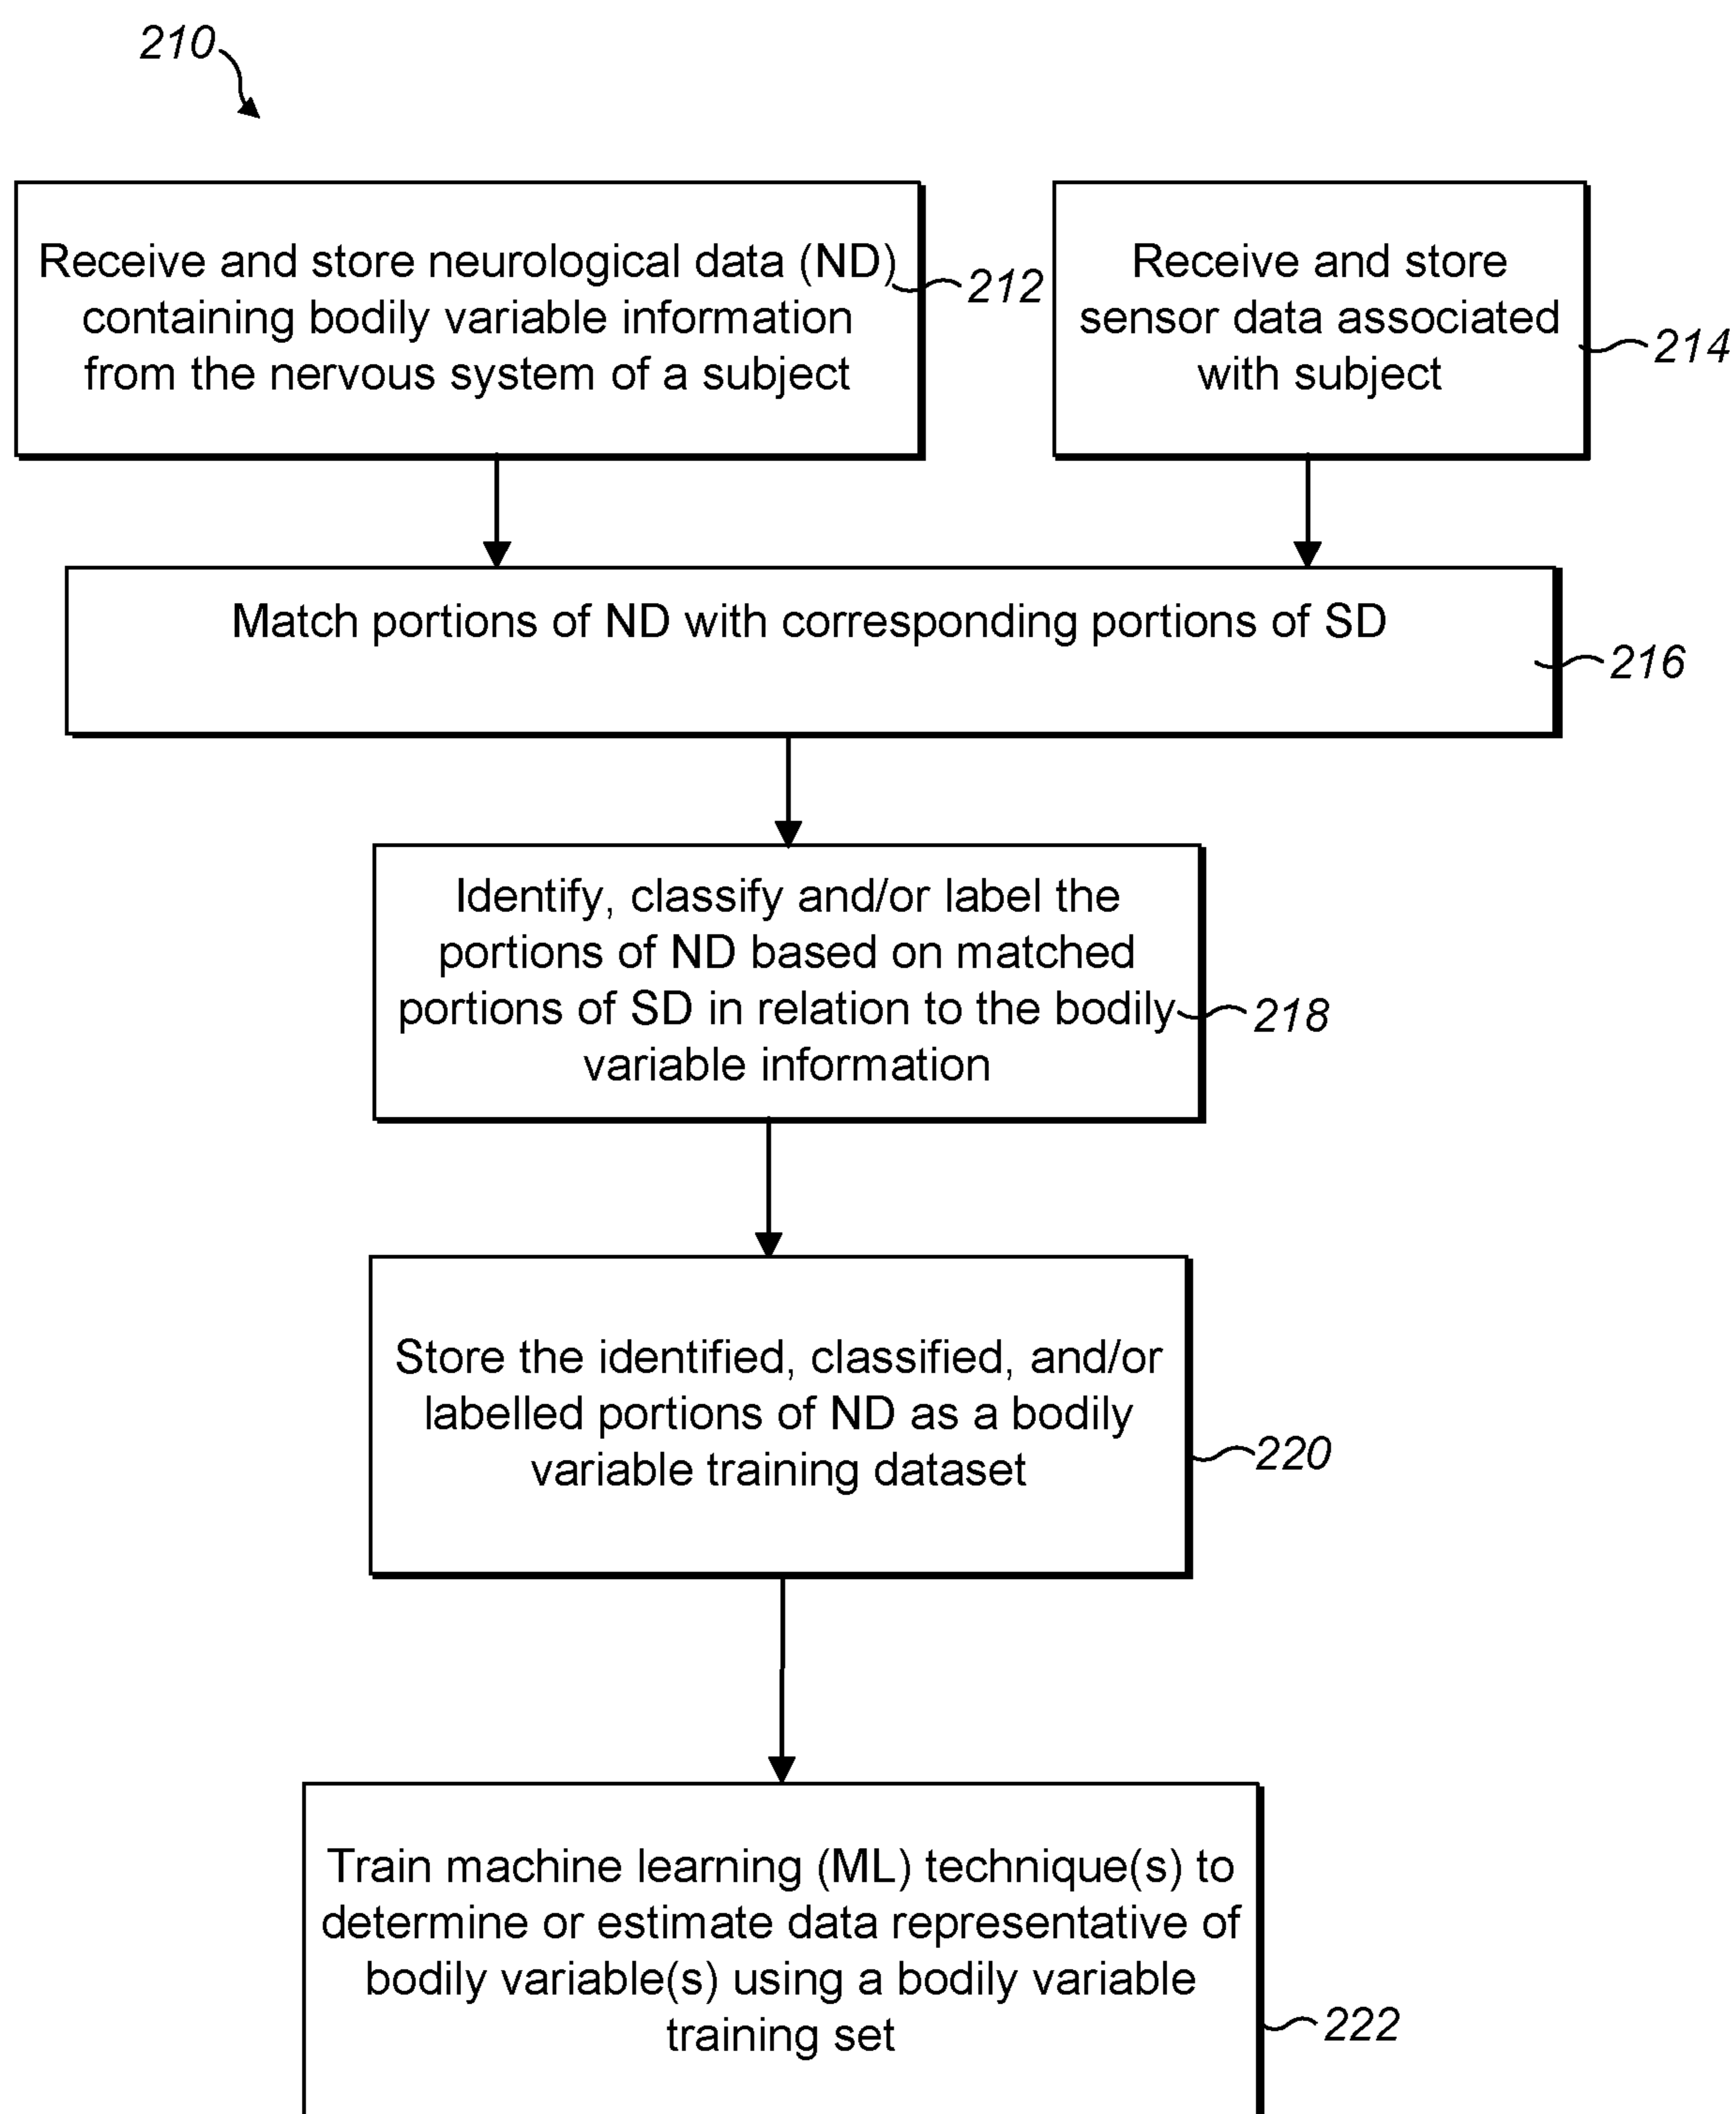 210
Receive and store neurological data (ND)
containing bodily variable information
from the nervous system of a subject
212
Receive and store
sensor data associated
with subject
214
Match portions of ND with corresponding portions of SD
216
Identify, classify and/or label the
portions of ND based on matched
portions of SD in relation to the bodily
variable information
218
Store the identified, classified, and/or
labelled portions of ND as a bodily
variable training dataset
220
Train machine learning (ML) technique(s) to
determine or estimate data representative of
bodily variable(s) using a bodily variable
training set
222